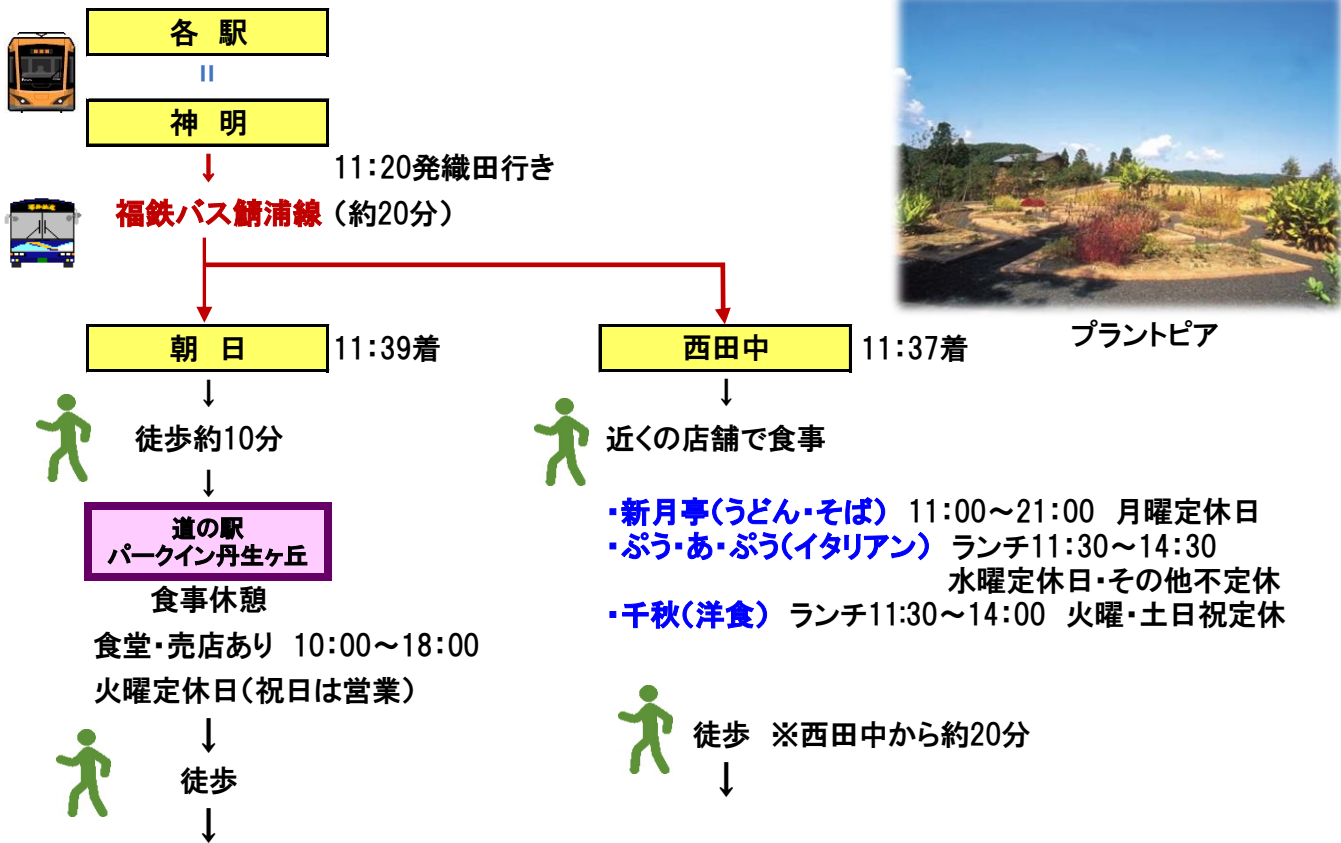 各 駅
=
神 明
↓ 11:20発織田行き
福鉄バス鯖浦線（約20分）
プラントピア
朝 日 11:39着
西田中 11:37着
↓
徒歩約10分
↓
道の駅
パークイン丹生ヶ丘
食事休憩
食堂・売店あり 10:00～18:00
火曜定休日（祝日は営業）
↓
徒歩
↓
↓
近くの店舗で食事
・新月亭（うどん・そば） 11:00～21:00 月曜定休日
・ぷう・あ・ぷう（イタリアン） ランチ11:30～14:30
水曜定休日・その他不定休
・千秋（洋食） ランチ11:30～14:00 火曜・土日祝定休
徒歩 ※西田中から約20分
↓